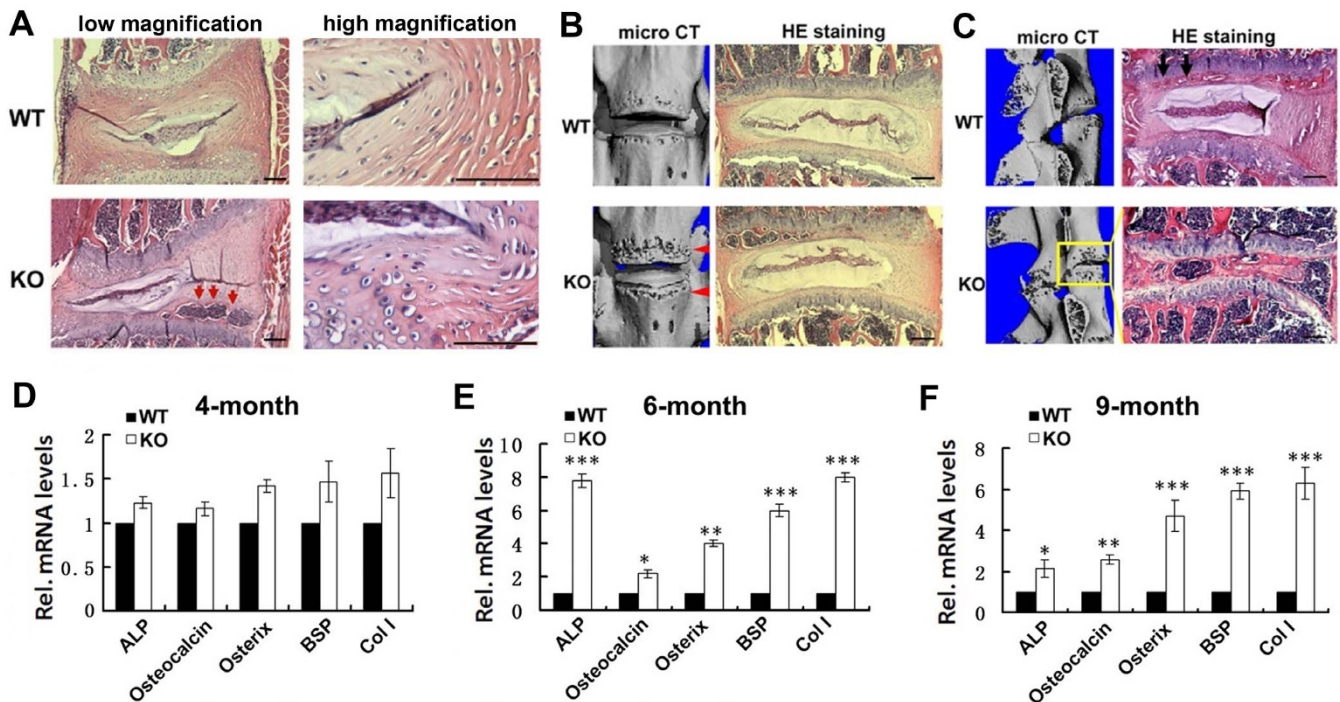 A
low magnification
high magnification
WT
KO
B
micro CT
HE staining
WT
KO
C
micro CT
HE staining
WT
KO
D
4-month
WT
KO
Rel. mRNA levels
2
1.5
1
0.5
0
ALP
Osteocalcin
Osterix
BSP
Col I
E
6-month
WT
KO
Rel. mRNA levels
10
8
6
4
2
0
***
*
**
***
***
ALP
Osteocalcin
Osterix
BSP
Col I
F
9-month
WT
KO
Rel. mRNA levels
8
6
4
2
0
*
**
***
***
***
ALP
Osteocalcin
Osterix
BSP
Col I